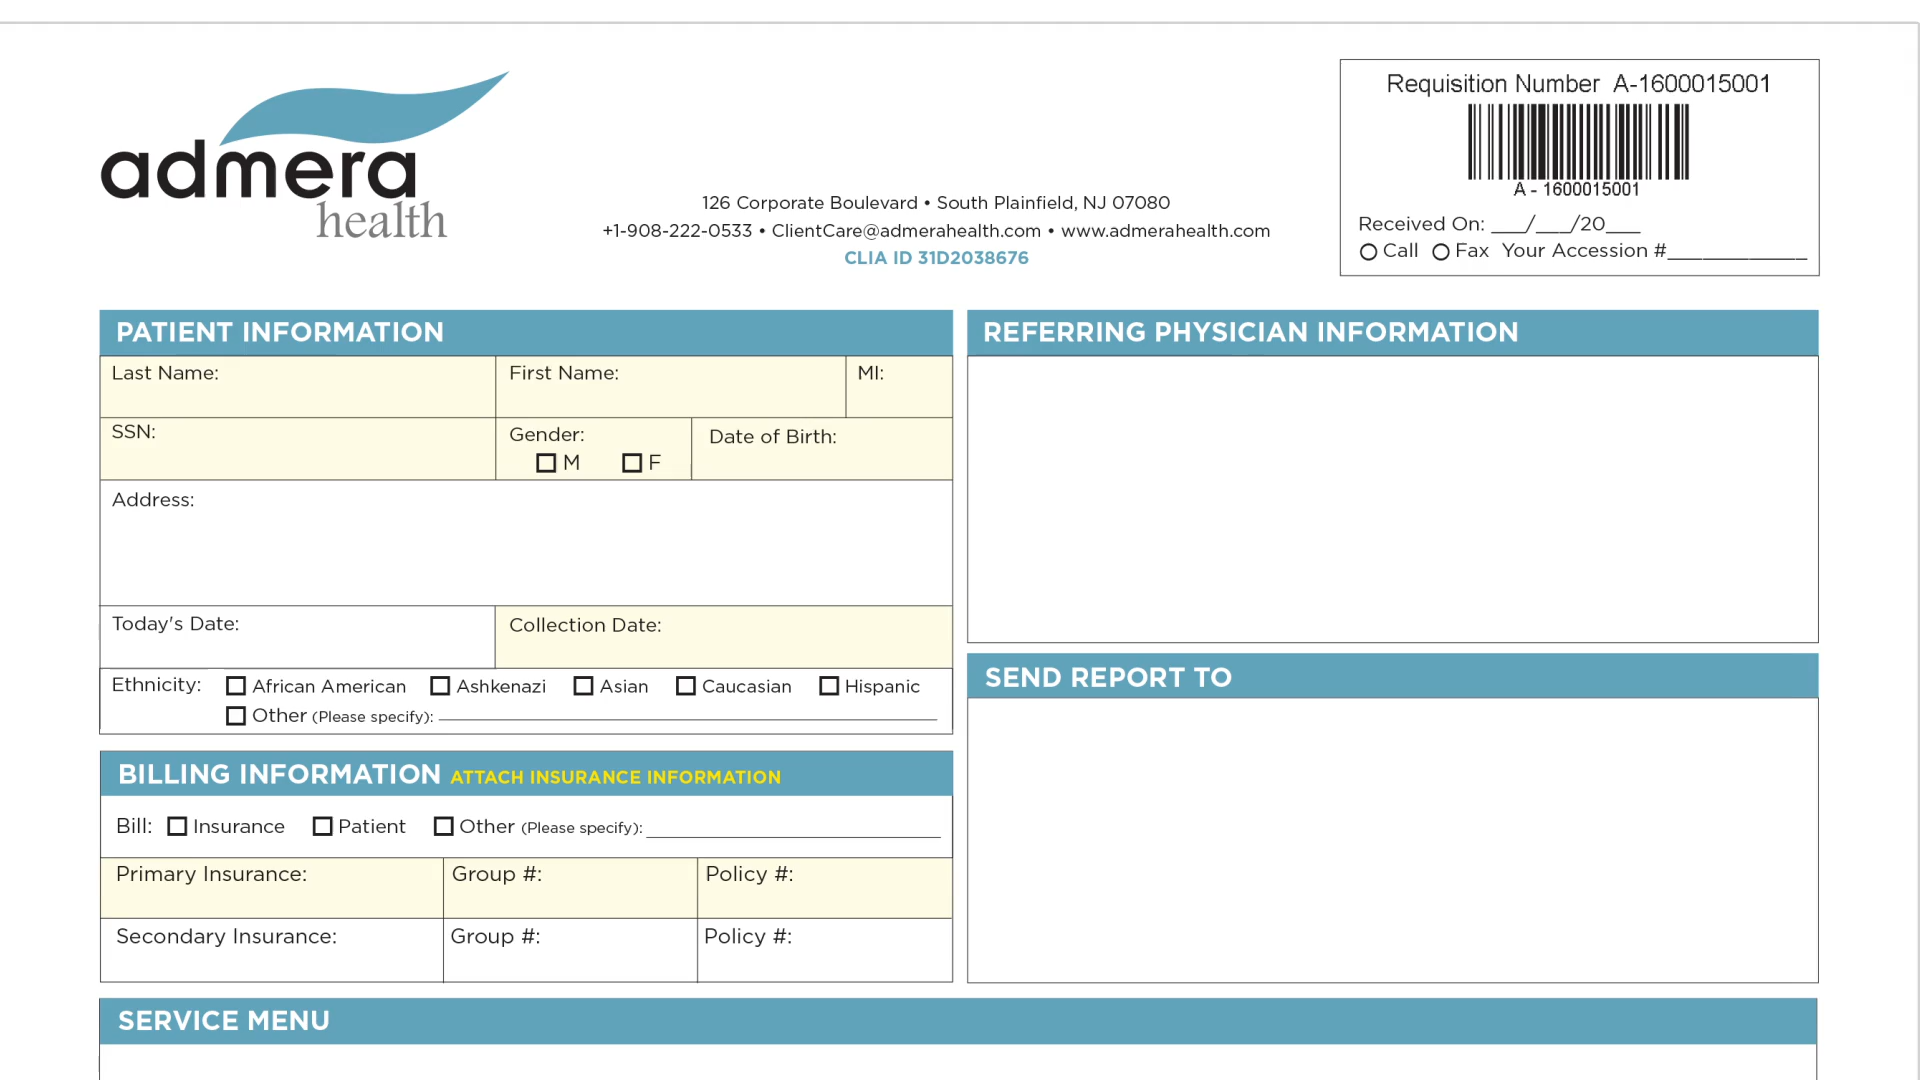 admera
health
126 Corporate Boulevard • South Plainfield, NJ 07080
+1-908-222-0533 • ClientCare@admerahealth.com • www.admerahealth.com
CLIA ID 31D2038676
Requisition Number A-1600015001
A - 1600015001
Received On: ___/___/20___
Call Fax Your Accession #____________
PATIENT INFORMATION
Last Name: First Name: MI:
SSN: Gender: Date of Birth:
M F
Address:
Today's Date: Collection Date:
Ethnicity: African American Ashkenazi Asian Caucasian Hispanic
Other (Please specify):
BILLING INFORMATION ATTACH INSURANCE INFORMATION
Bill: Insurance Patient Other (Please specify):
Primary Insurance: Group #: Policy #:
Secondary Insurance: Group #: Policy #:
REFERRING PHYSICIAN INFORMATION
SEND REPORT TO
SERVICE MENU